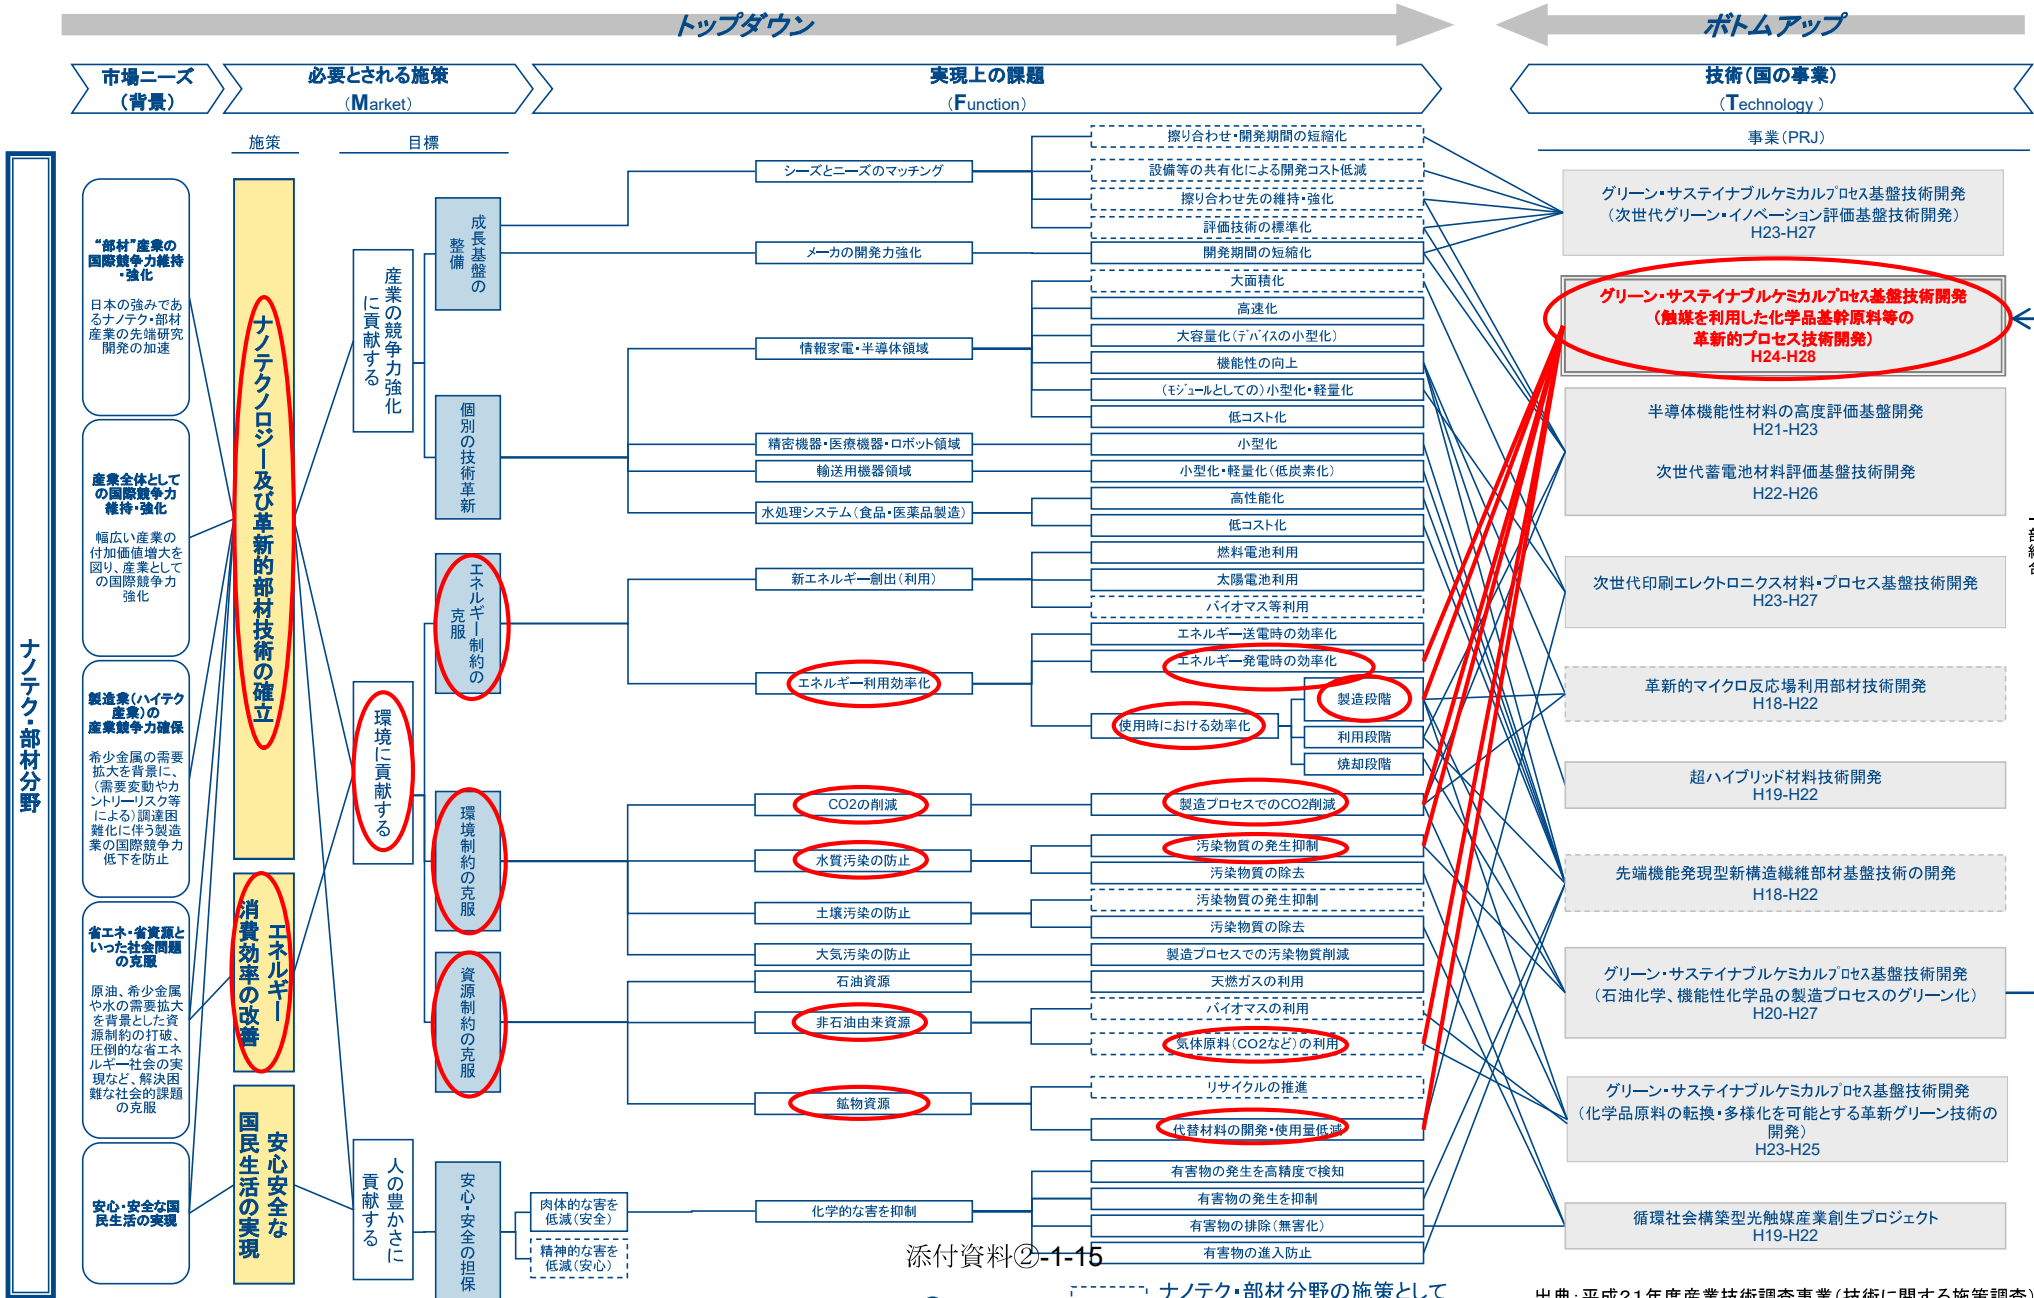 トップダウン
ボトムアップ
市場ニーズ
（背景）
必要とされる施策
（Market）
実現上の課題
（Function）
技術（国の事業）
（Technology ）
施策
目標
事業（PRJ）
ナノテク・部材分野
“部材”産業の
国際競争力維持
・強化
日本の強みであ
るナノテク・部材
産業の先端研究
開発の加速
産業全体として
の国際競争力
維持・強化
幅広い産業の
付加価値増大を
図り、産業として
の国際競争力
強化
製造業（ハイテク
産業）の
産業競争力確保
希少金属の需要
拡大を背景に、
（需要変動やカ
ントリーリスク等
による）調達困
難化に伴う製造
業の国際競争力
低下を防止
省エネ・省資源と
いった社会問題
の克服
原油、希少金属
や水の需要拡大
を背景とした資
源制約の打破、
圧倒的な省エネ
ルギー社会の実
現など、解決困
難な社会的課題
の克服
安心・安全な国
民生活の実現
ナノテクノロジー及び革新的部材技術の確立
エネルギー
消費効率の改善
安心安全な
国民生活の実現
産業の競争力強化
に貢献する
環境に貢献する
人の豊かさに
貢献する
成長基盤の
整備
個別の技術革新
エネルギー制約の
克服
環境制約の克服
資源制約の克服
安心・安全の担保
肉体的な害を
低減（安全）
精神的な害を
低減（安心）
シーズとニーズのマッチング
メーカの開発力強化
情報家電・半導体領域
精密機器・医療機器・ロボット領域
輸送用機器領域
水処理システム（食品・医薬品製造）
新エネルギー創出（利用）
エネルギー利用効率化
CO2の削減
水質汚染の防止
土壌汚染の防止
大気汚染の防止
石油資源
非石油由来資源
鉱物資源
化学的な害を抑制
擦り合わせ・開発期間の短縮化
設備等の共有化による開発コスト低減
擦り合わせ先の維持・強化
評価技術の標準化
開発期間の短縮化
大面積化
高速化
大容量化（デバイスの小型化）
機能性の向上
（モジュールとしての）小型化・軽量化
低コスト化
小型化
小型化・軽量化（低炭素化）
高性能化
低コスト化
燃料電池利用
太陽電池利用
バイオマス等利用
エネルギー送電時の効率化
エネルギー発電時の効率化
使用時における効率化
製造段階
利用段階
焼却段階
製造プロセスでのCO2削減
汚染物質の発生抑制
汚染物質の除去
汚染物質の発生抑制
汚染物質の除去
製造プロセスでの汚染物質削減
天燃ガスの利用
バイオマスの利用
気体原料（CO2など）の利用
リサイクルの推進
代替材料の開発・使用量低減
有害物の発生を高精度で検知
有害物の発生を抑制
有害物の排除（無害化）
有害物の進入防止
グリーン・サステイナブルケミカルプロセス基盤技術開発
（次世代グリーン・イノベーション評価基盤技術開発）
H23-H27
グリーン・サステイナブルケミカルプロセス基盤技術開発
（触媒を利用した化学品基幹原料等の
革新的プロセス技術開発）
H24-H28
半導体機能性材料の高度評価基盤開発
H21-H23
次世代蓄電池材料評価基盤技術開発
H22-H26
次世代印刷エレクトロニクス材料・プロセス基盤技術開発
H23-H27
革新的マイクロ反応場利用部材技術開発
H18-H22
超ハイブリッド材料技術開発
H19-H22
先端機能発現型新構造繊維部材基盤技術の開発
H18-H22
グリーン・サステイナブルケミカルプロセス基盤技術開発
（石油化学、機能性化学品の製造プロセスのグリーン化）
H20-H27
グリーン・サステイナブルケミカルプロセス基盤技術開発
（化学品原料の転換・多様化を可能とする革新グリーン技術の
開発）
H23-H25
循環社会構築型光触媒産業創生プロジェクト
H19-H22
添付資料②-1-15
ナノテク・部材分野の施策として
出典：平成21年度産業技術調査事業（技術に関する施策調査）